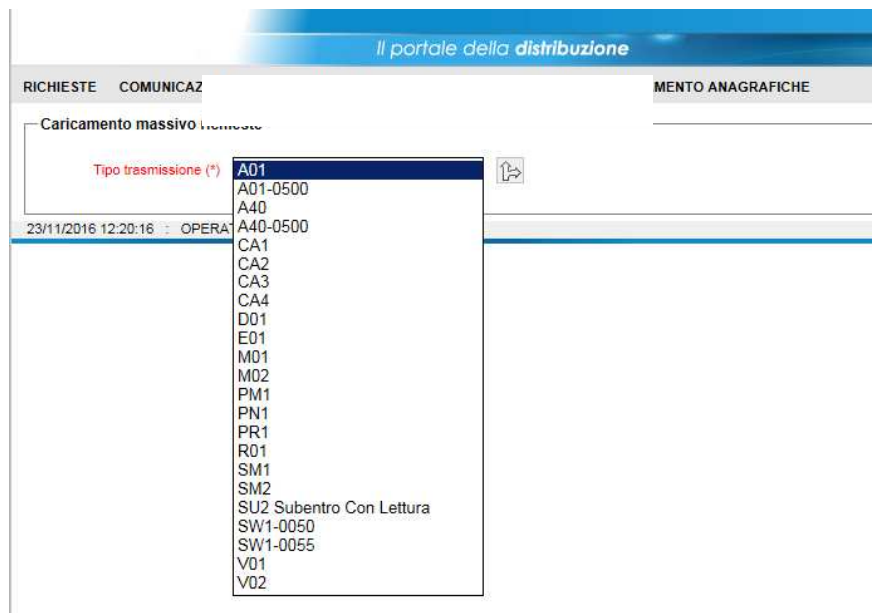 Il portale della distribuzione
RICHIESTE COMUNICAZ MENTO ANAGRAFICHE
Caricamento massivo
Tipo trasmissione (*) A01
A01-0500
A40
23/11/2016 12:20:16 : OPERAT A40-0500
CA1
CA2
CA3
CA4
D01
E01
M01
M02
PM1
PN1
PR1
R01
SM1
SM2
SU2 Subentro Con Lettura
SW1-0050
SW1-0055
V01
V02